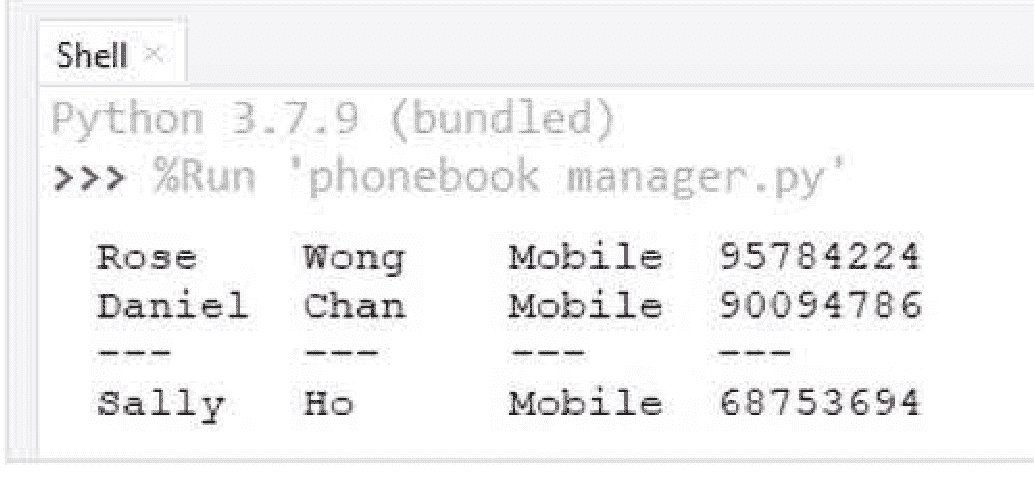 Shell ×
Python 3.7.9 (bundled)
>>> %Run 'phonebook manager.py'
Rose Wong Mobile 95784224
Daniel Chan Mobile 90094786
--- --- --- ---
Sally Ho Mobile 68753694